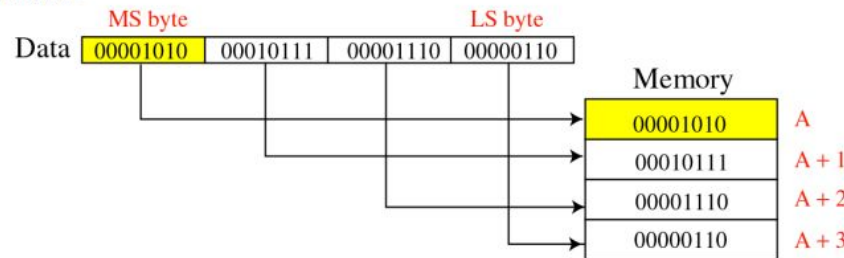 MS byte LS byte
Data 00001010 00010111 00001110 00000110
Memory
00001010 A
00010111 A + 1
00001110 A + 2
00000110 A + 3